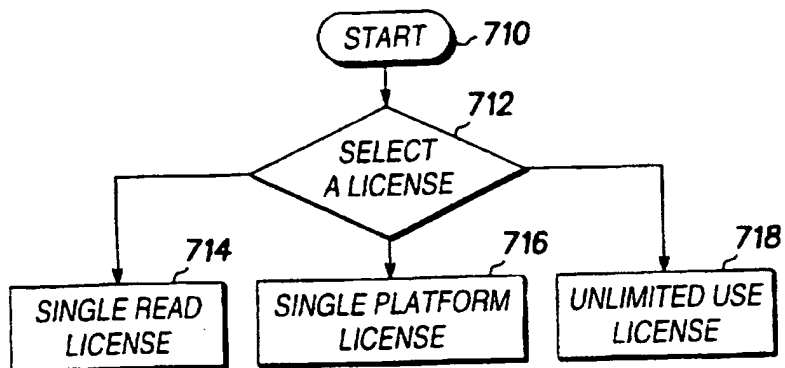 START
710
712
SELECT
A LICENSE
714
716
718
SINGLE READ
LICENSE
SINGLE PLATFORM
LICENSE
UNLIMITED USE
LICENSE